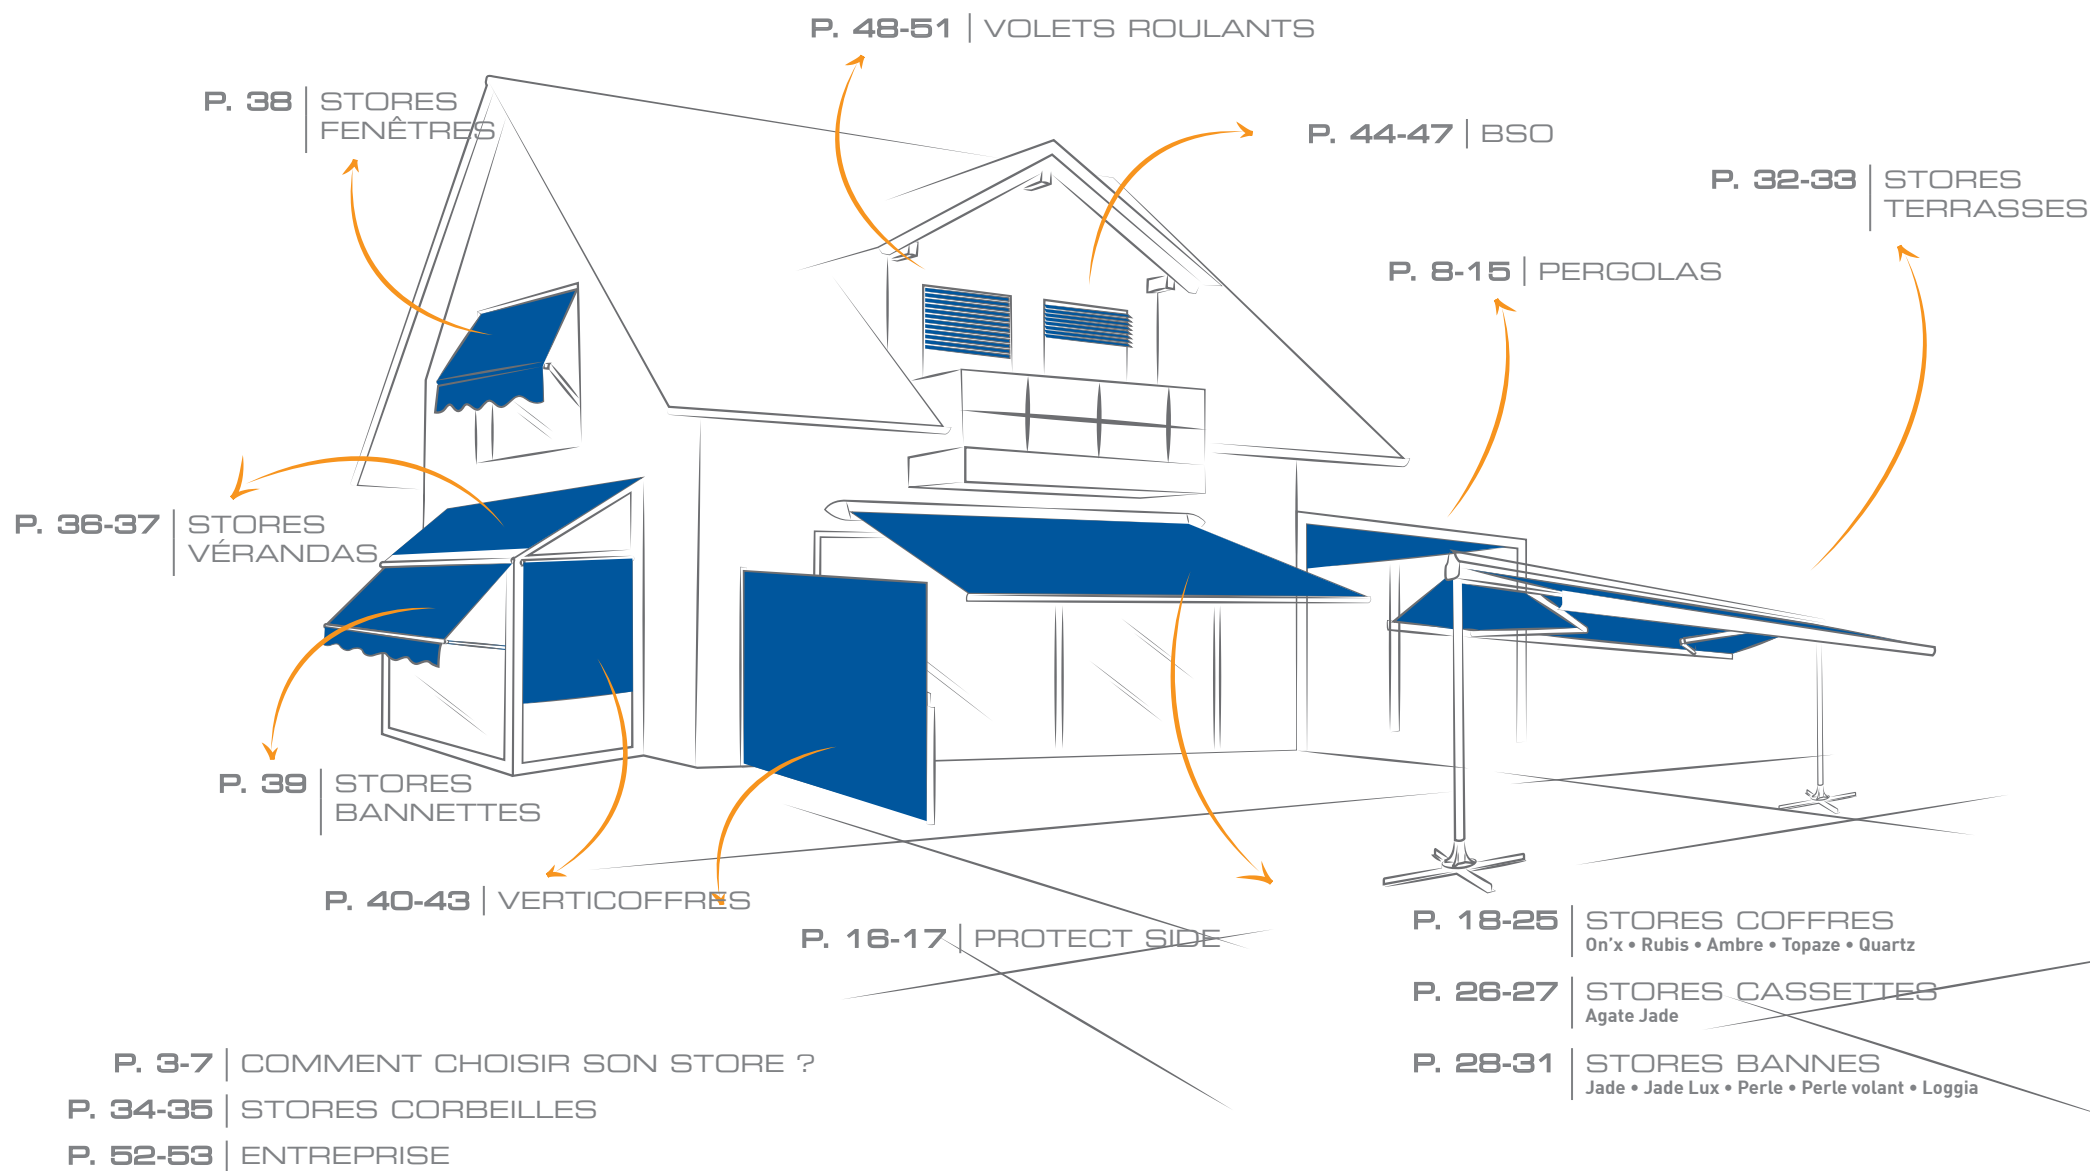 P. 48-51 | VOLETS ROULANTS
P. 38 | STORES
FENÊTRES
P. 44-47 | BSO
P. 32-33 | STORES
TERRASSES
P. 8-15 | PERGOLAS
P. 36-37 | STORES
VÉRANDAS
P. 39 | STORES
BANNETTES
P. 40-43 | VERTICOFFRES
P. 16-17 | PROTECT SIDE
P. 18-25 | STORES COFFRES
On'x • Rubis • Ambre • Topaze • Quartz
P. 26-27 | STORES CASSETTES
Agate Jade
P. 28-31 | STORES BANNES
Jade • Jade Lux • Perle • Perle volant • Loggia
P. 3-7 | COMMENT CHOISIR SON STORE ?
P. 34-35 | STORES CORBEILLES
P. 52-53 | ENTREPRISE